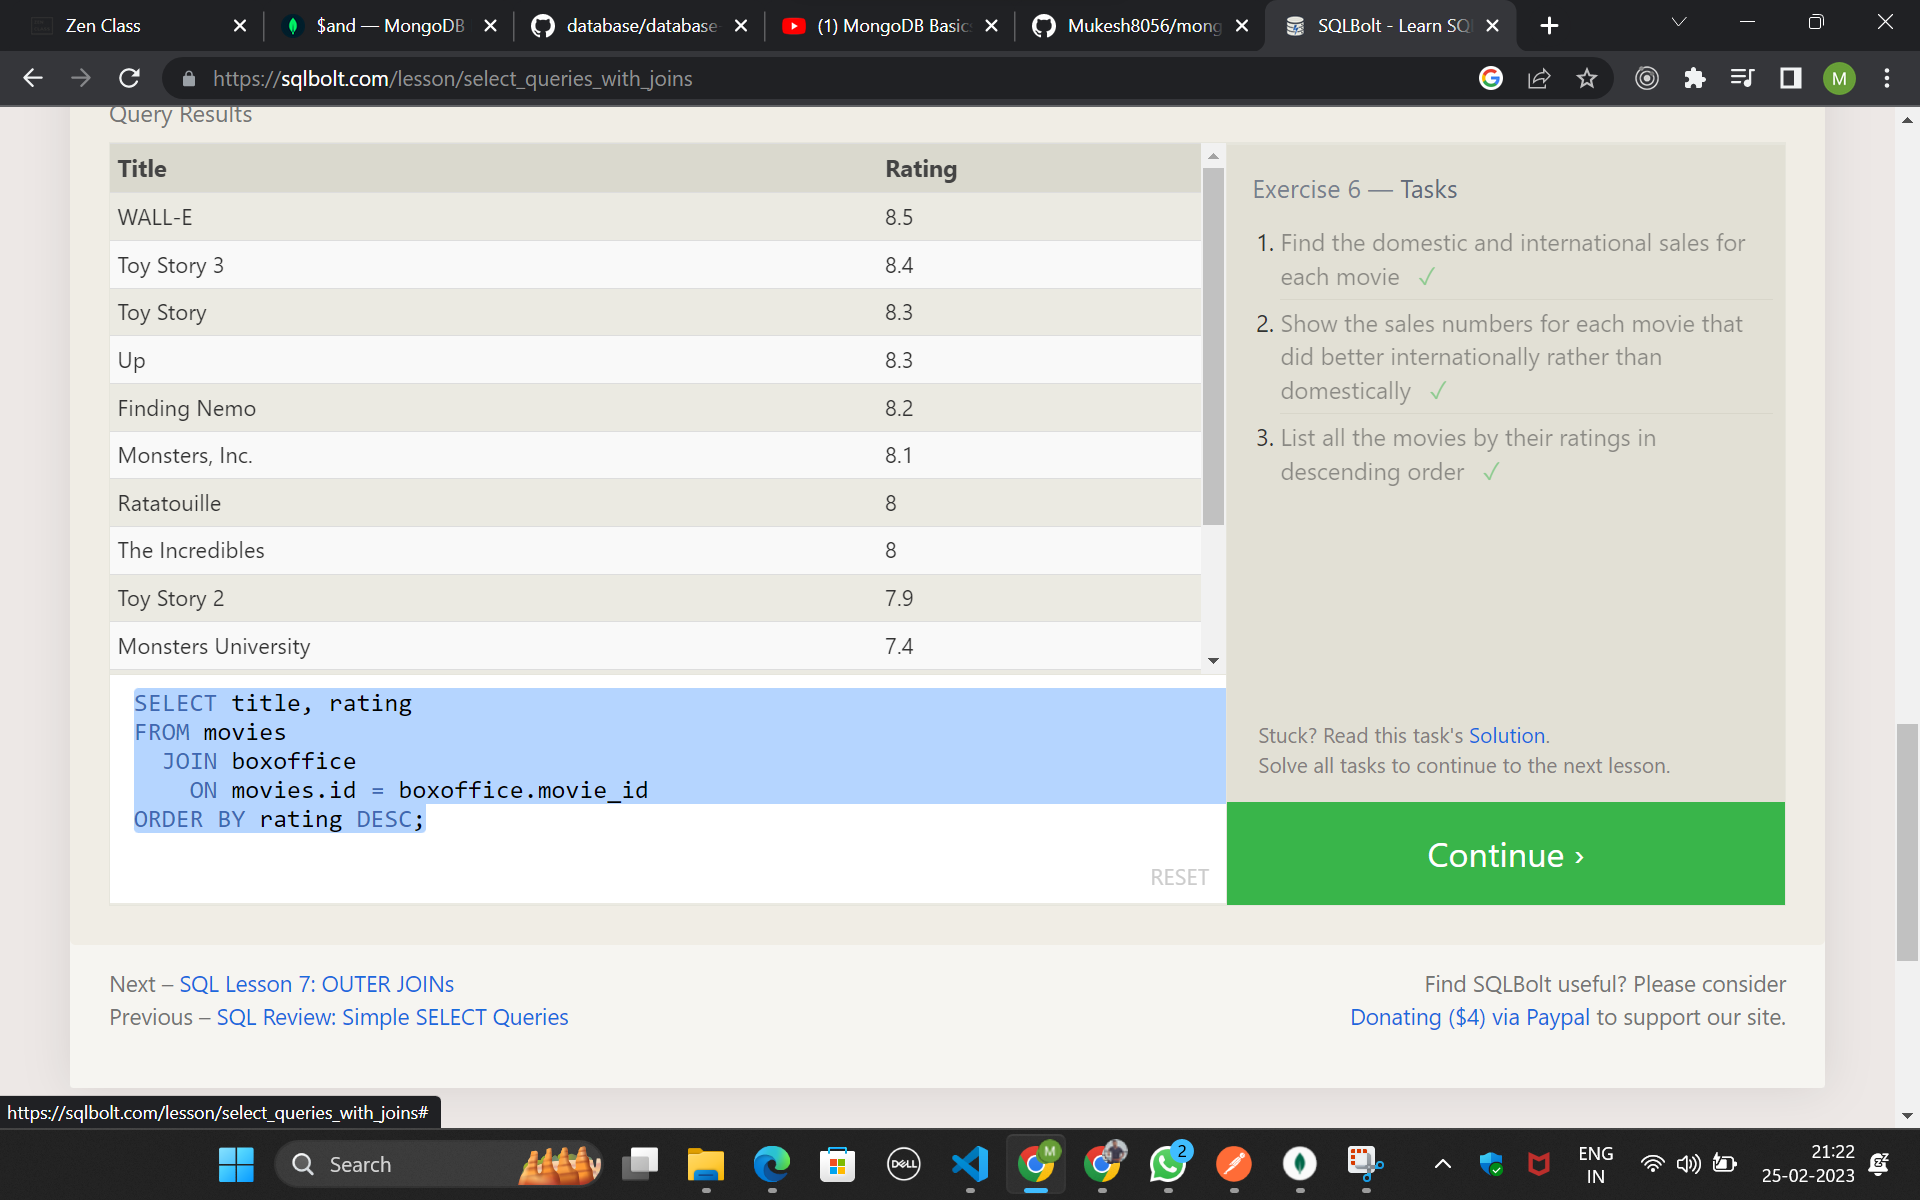 Zen Class
$and — MongoDB
database/database-
(1) MongoDB Basics
Mukesh8056/mong
SQLBolt - Learn SQL
https://sqlbolt.com/lesson/select_queries_with_joins
M
Query Results
Title Rating
WALL-E 8.5
Toy Story 3 8.4
Toy Story 8.3
Up 8.3
Finding Nemo 8.2
Monsters, Inc. 8.1
Ratatouille 8
The Incredibles 8
Toy Story 2 7.9
Monsters University 7.4
SELECT title, rating
FROM movies
JOIN boxoffice
ON movies.id = boxoffice.movie_id
ORDER BY rating DESC;
RESET
Exercise 6 — Tasks
1. Find the domestic and international sales for
each movie ✓
2. Show the sales numbers for each movie that
did better internationally rather than
domestically ✓
3. List all the movies by their ratings in
descending order ✓
Stuck? Read this task's Solution.
Solve all tasks to continue to the next lesson.
Continue ›
Next – SQL Lesson 7: OUTER JOINs
Previous – SQL Review: Simple SELECT Queries
Find SQLBolt useful? Please consider
Donating ($4) via Paypal to support our site.
https://sqlbolt.com/lesson/select_queries_with_joins#
Search
DELL
M
2
ENG
IN
21:22
25-02-2023